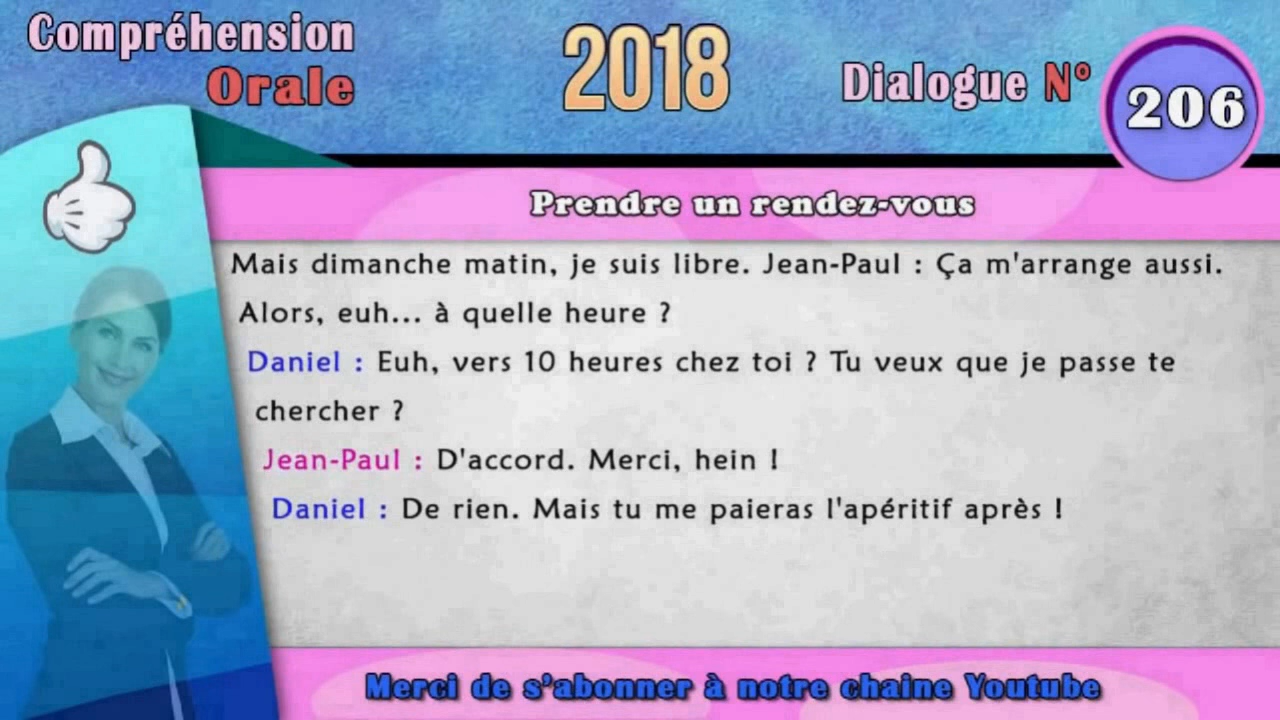 Compréhension
Orale
2018
Dialogue N°
206
Prendre un rendez-vous
Mais dimanche matin, je suis libre. Jean-Paul : Ça m'arrange aussi.
Alors, euh... à quelle heure ?
Daniel : Euh, vers 10 heures chez toi ? Tu veux que je passe te
chercher ?
Jean-Paul : D'accord. Merci, hein !
Daniel : De rien. Mais tu me paieras l'apéritif après !
Merci de s'abonner à notre chaine Youtube